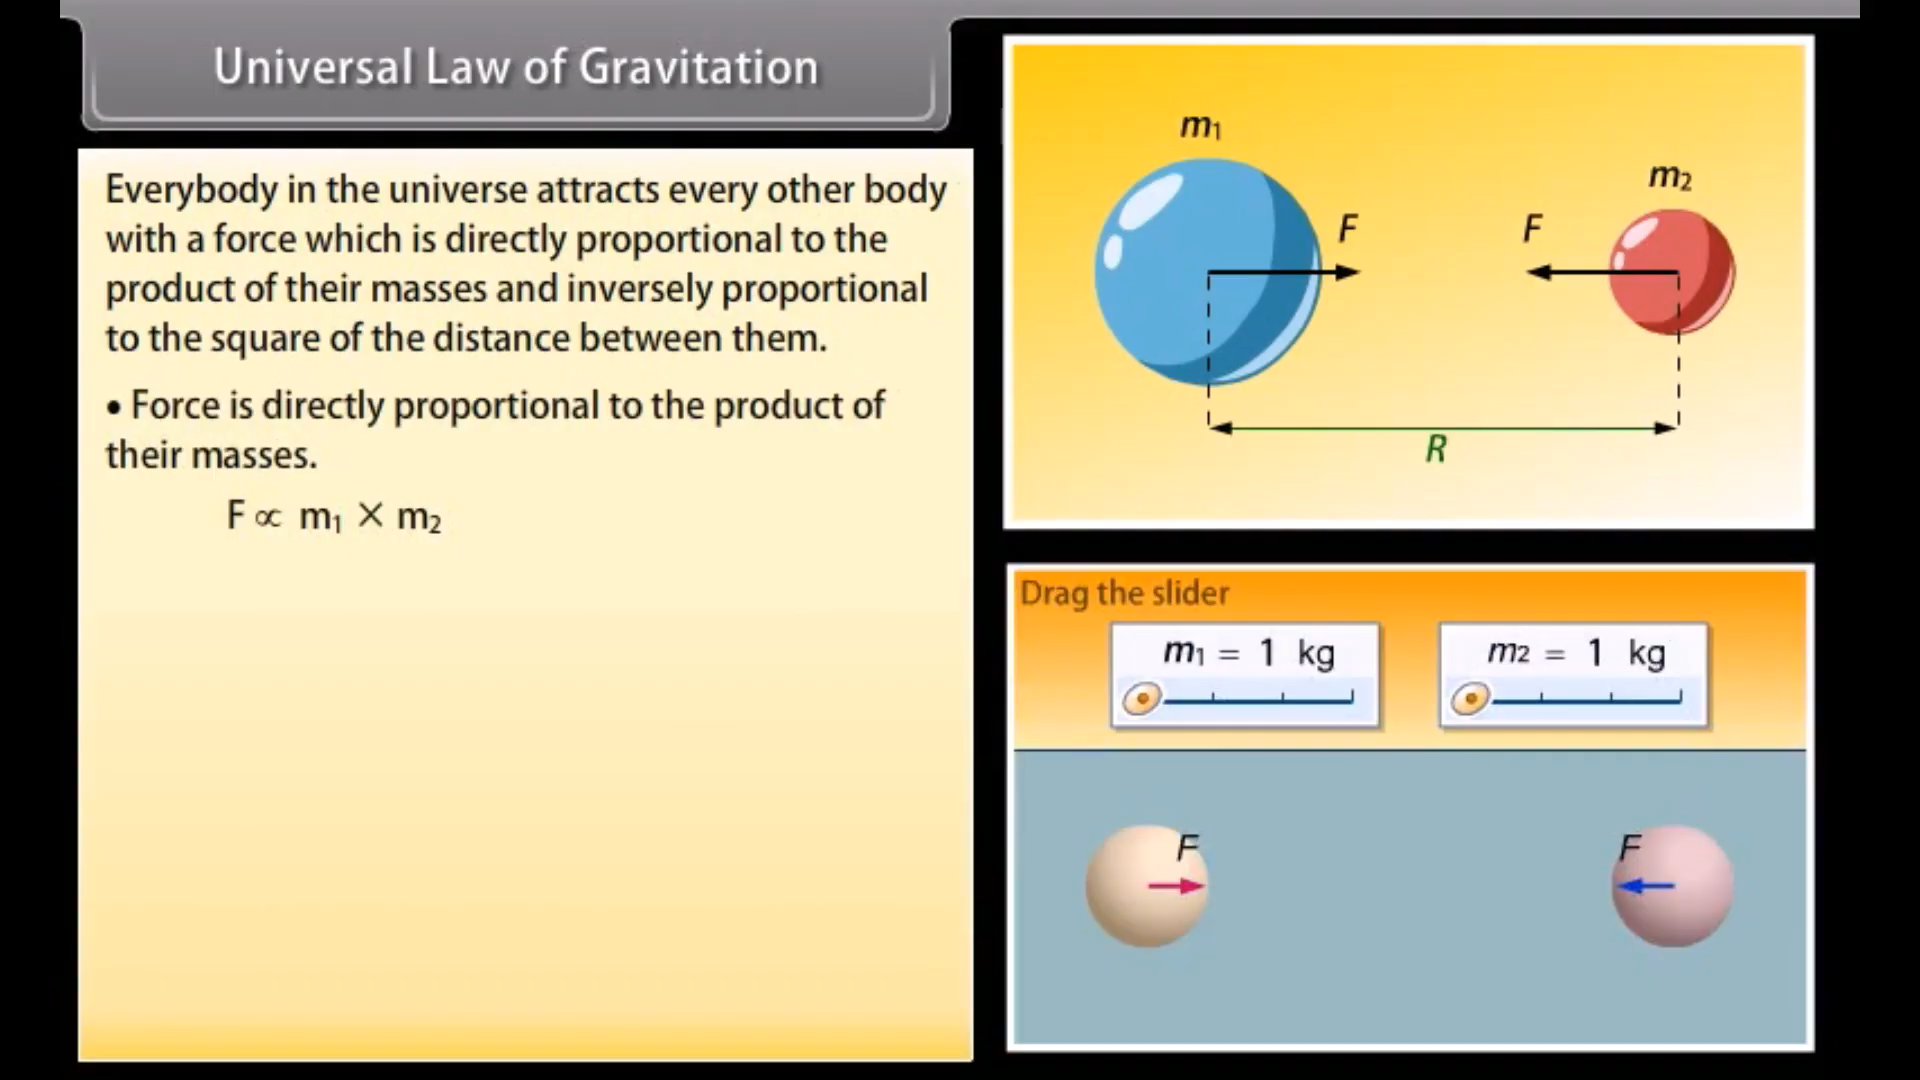 Universal Law of Gravitation
Everybody in the universe attracts every other body
with a force which is directly proportional to the
product of their masses and inversely proportional
to the square of the distance between them.
• Force is directly proportional to the product of
their masses.
F ∝ m₁ × m₂
m₁
m₂
F
F
R
Drag the slider
m₁ = 1 kg
m₂ = 1 kg
F
F